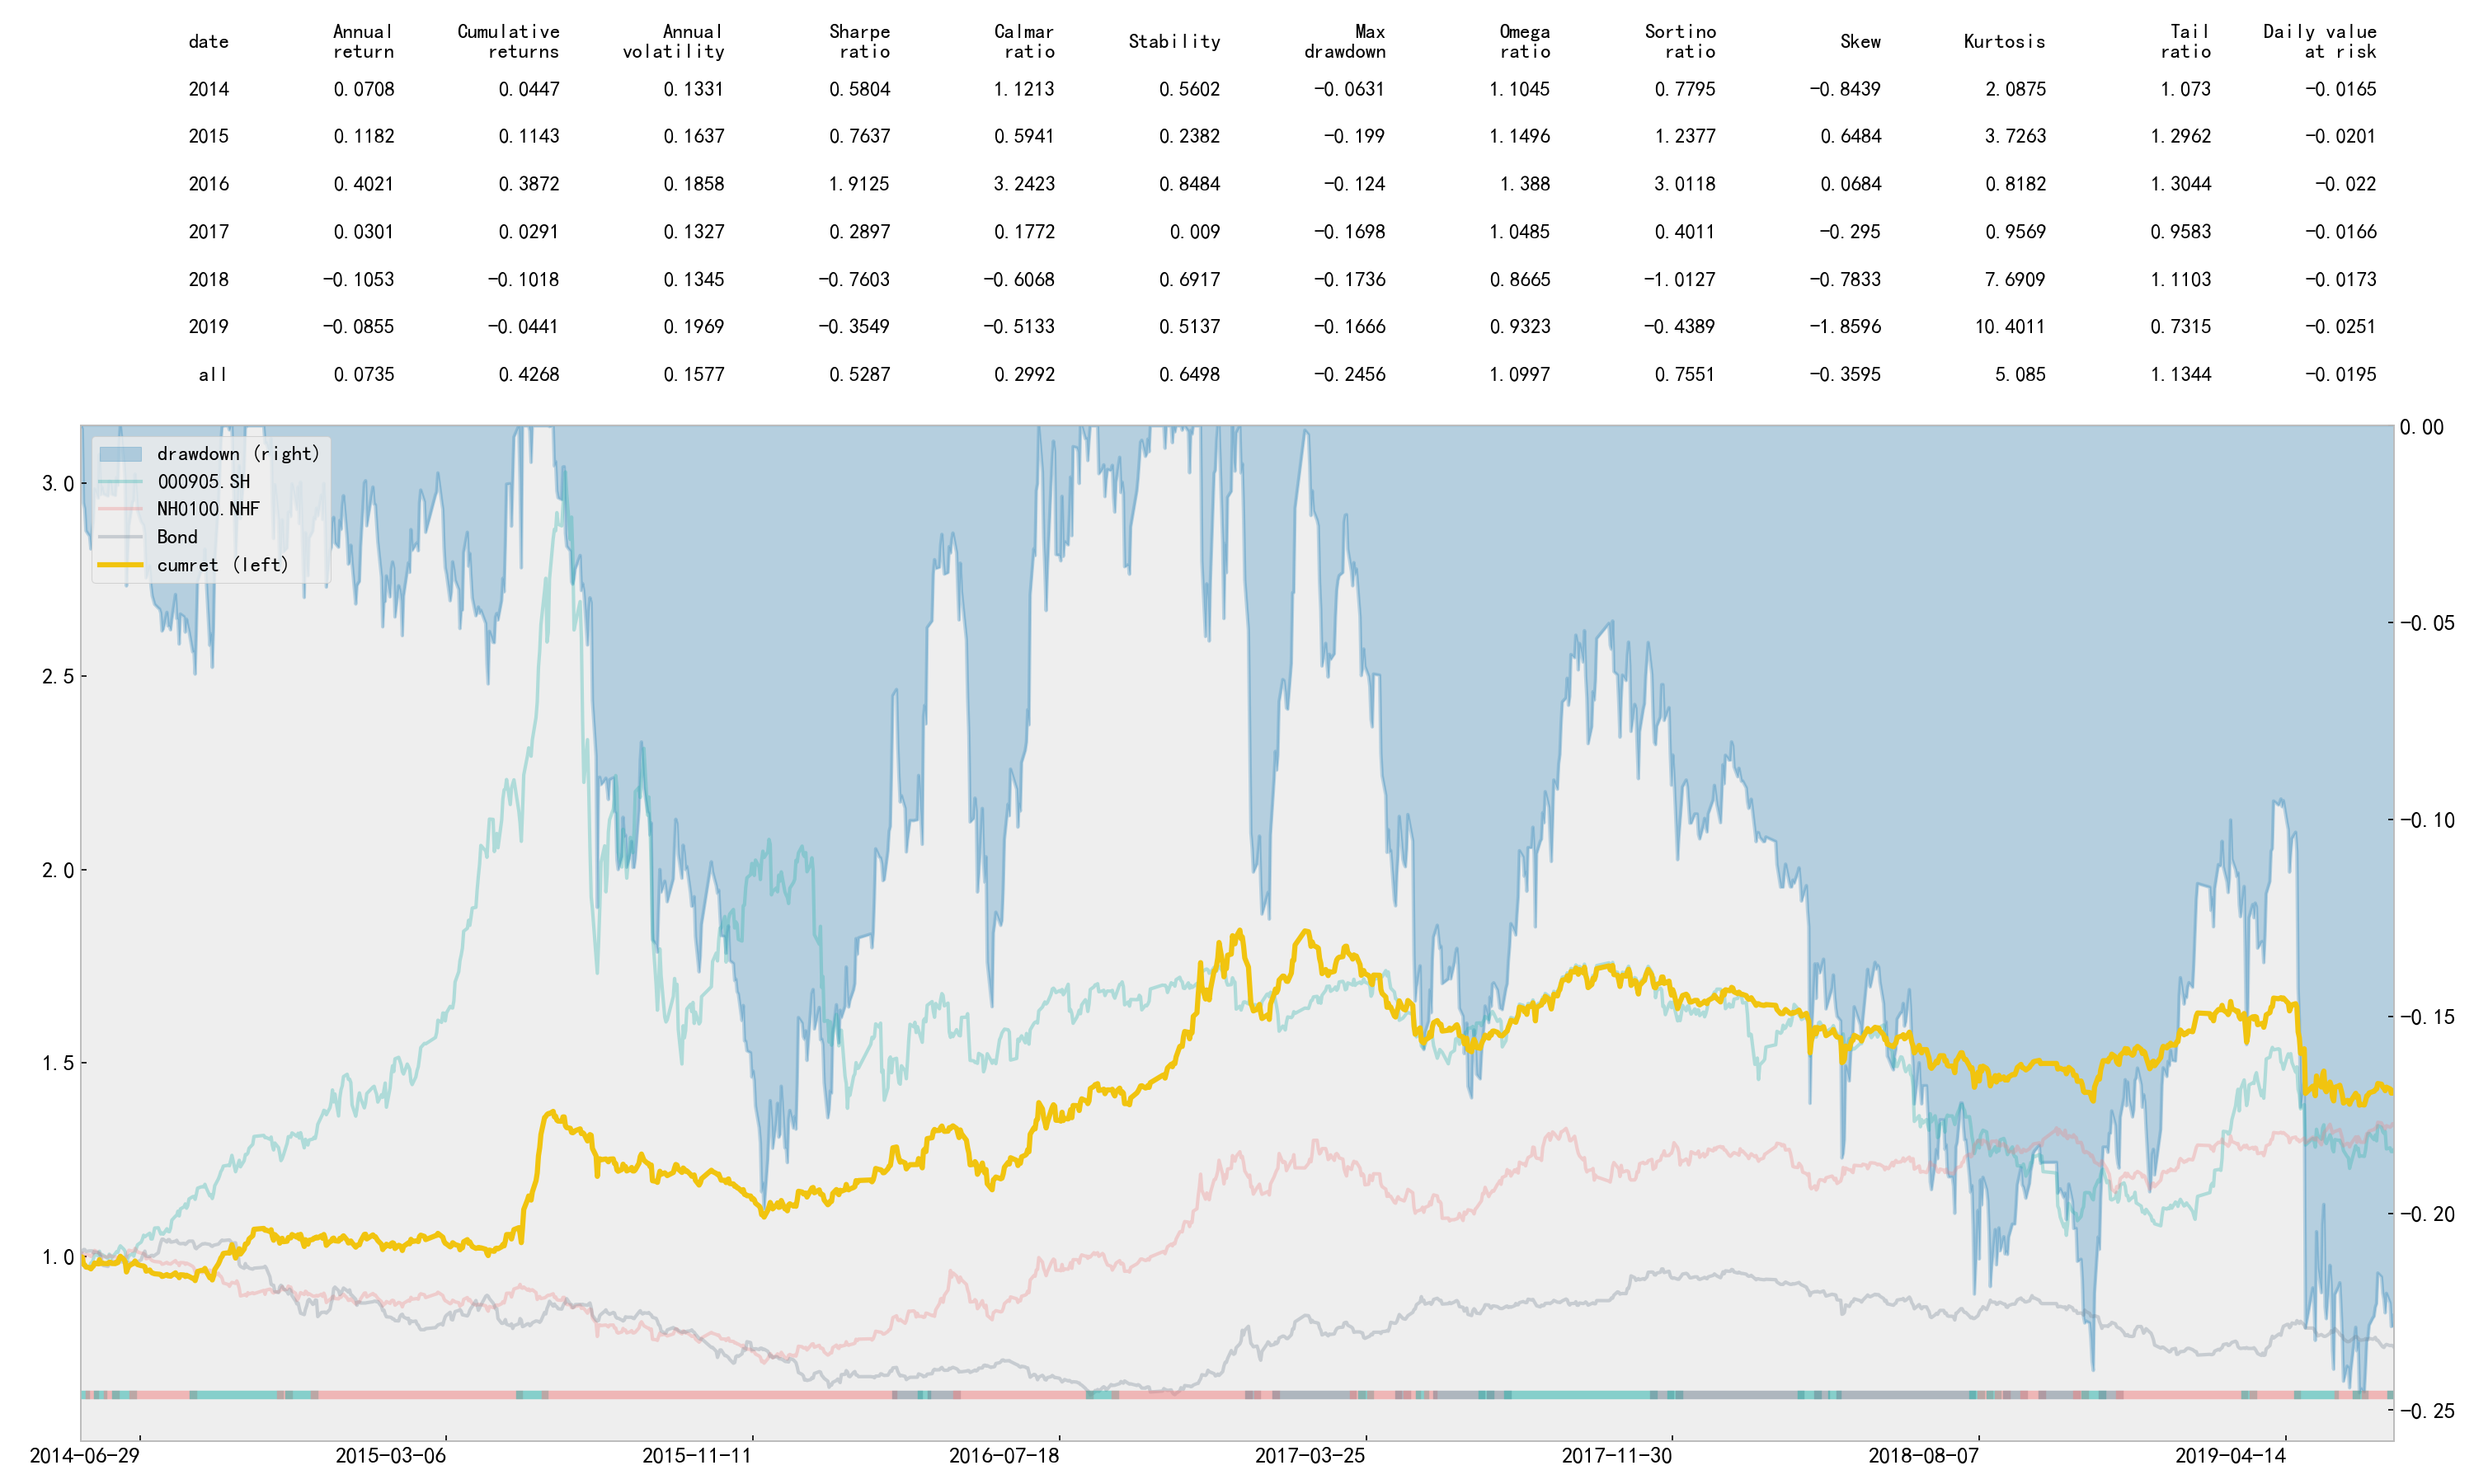 date Annual return Cumulative returns Annual volatility Sharpe ratio Calmar ratio Stability Max drawdown Omega ratio Sortino ratio Skew Kurtosis Tail ratio Daily value at risk
2014 0.0708 0.0447 0.1331 0.5804 1.1213 0.5602 −0.0631 1.1045 0.7795 −0.8439 2.0875 1.073 −0.0165
2015 0.1182 0.1143 0.1637 0.7637 0.5941 0.2382 −0.199 1.1496 1.2377 0.6484 3.7263 1.2962 −0.0201
2016 0.4021 0.3872 0.1858 1.9125 3.2423 0.8484 −0.124 1.388 3.0118 0.0684 0.8182 1.3044 −0.022
2017 0.0301 0.0291 0.1327 0.2897 0.1772 0.009 −0.1698 1.0485 0.4011 −0.295 0.9569 0.9583 −0.0166
2018 −0.1053 −0.1018 0.1345 −0.7603 −0.6068 0.6917 −0.1736 0.8665 −1.0127 −0.7833 7.6909 1.1103 −0.0173
2019 −0.0855 −0.0441 0.1969 −0.3549 −0.5133 0.5137 −0.1666 0.9323 −0.4389 −1.8596 10.4011 0.7315 −0.0251
all 0.0735 0.4268 0.1577 0.5287 0.2992 0.6498 −0.2456 1.0997 0.7551 −0.3595 5.085 1.1344 −0.0195
drawdown (right)
000905.SH
NH0100.NHF
Bond
cumret (left)
3.0
2.5
2.0
1.5
1.0
0.00
−0.05
−0.10
−0.15
−0.20
−0.25
2014-06-29 2015-03-06 2015-11-11 2016-07-18 2017-03-25 2017-11-30 2018-08-07 2019-04-14